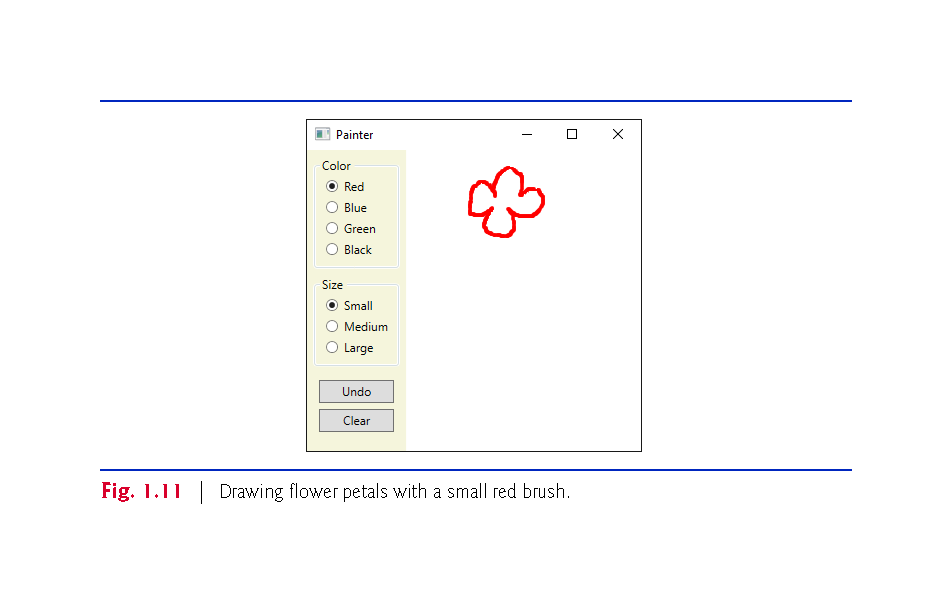 Painter
Color
Red
Blue
Green
Black
Size
Small
Medium
Large
Undo
Clear
Fig. 1.11 | Drawing flower petals with a small red brush.